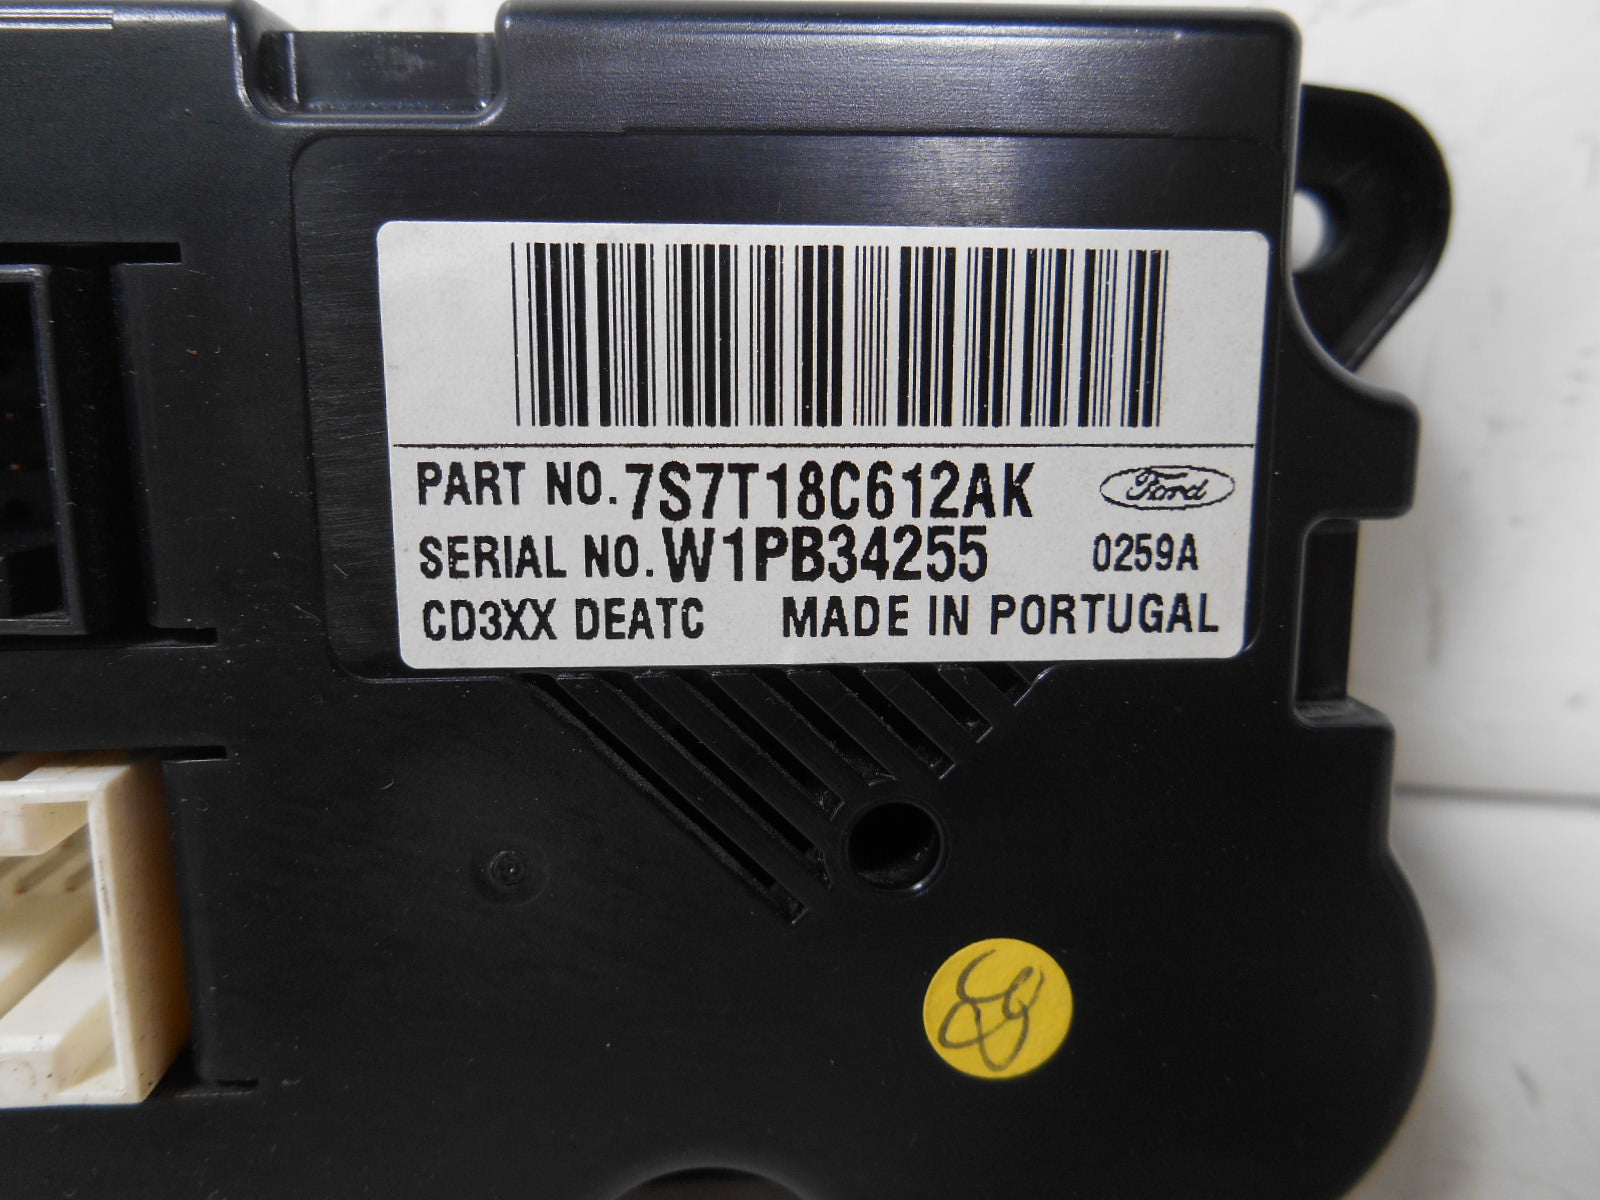 PART NO. 7S7T18C612AK Ford
SERIAL NO. W1PB34255 0259A
CD3XX DEATC MADE IN PORTUGAL